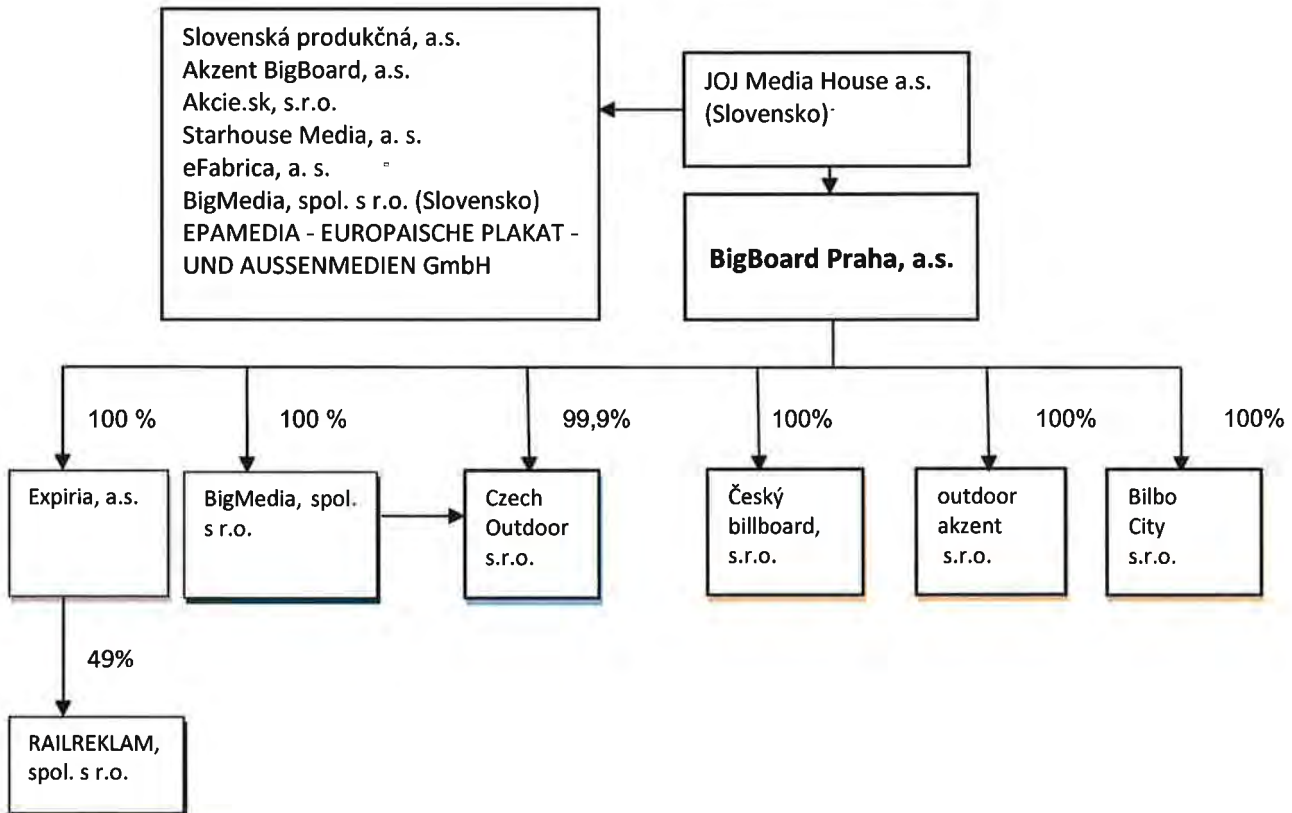 Slovenská produkčná, a.s.
Akzent BigBoard, a.s.
Akcie.sk, s.r.o.
Starhouse Media, a. s.
eFabrica, a. s.
BigMedia, spol. s r.o. (Slovensko)
EPAMEDIA - EUROPAISCHE PLAKAT -
UND AUSSENMEDIEN GmbH
JOJ Media House a.s.
(Slovensko)
BigBoard Praha, a.s.
100 %
100 %
99,9%
100%
100%
100%
Expiria, a.s.
BigMedia, spol.
s r.o.
Czech
Outdoor
s.r.o.
Český
billboard,
s.r.o.
outdoor
akzent
s.r.o.
Bilbo
City
s.r.o.
49%
RAILREKLAM,
spol. s r.o.